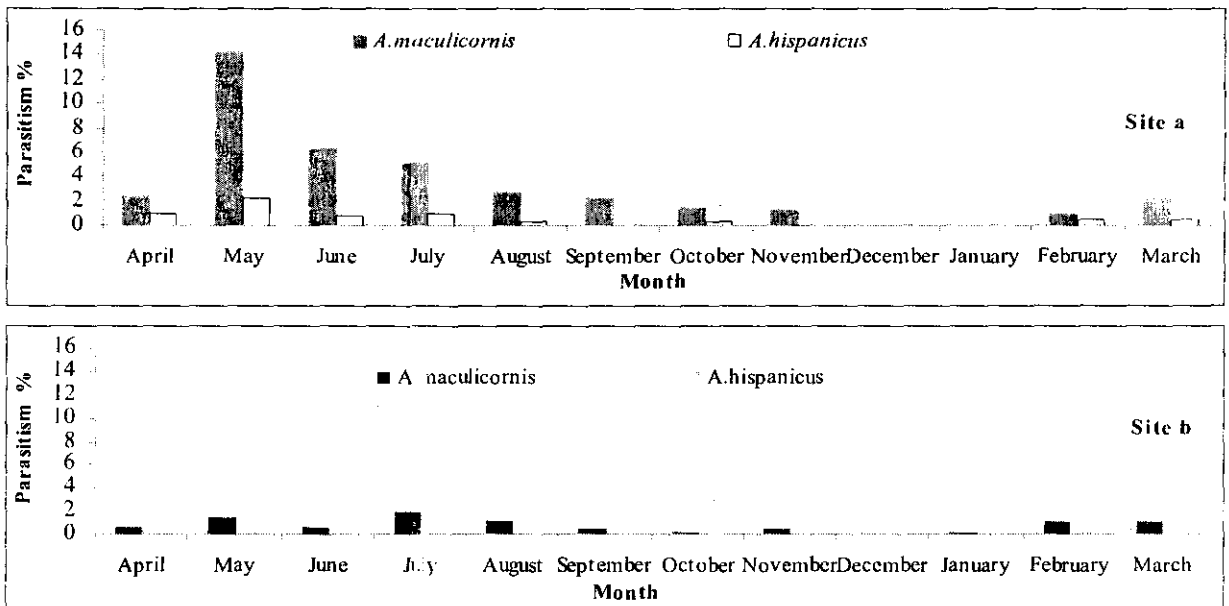 16
14
12
10
8
6
4
2
0
Parasitism %
A.maculicornis
A.hispanicus
Site a
April May June July August September October November December January February March
Month
16
14
12
10
8
6
4
2
0
Parasitism %
A maculicornis
A.hispanicus
Site b
April May June July August September October November December January February March
Month